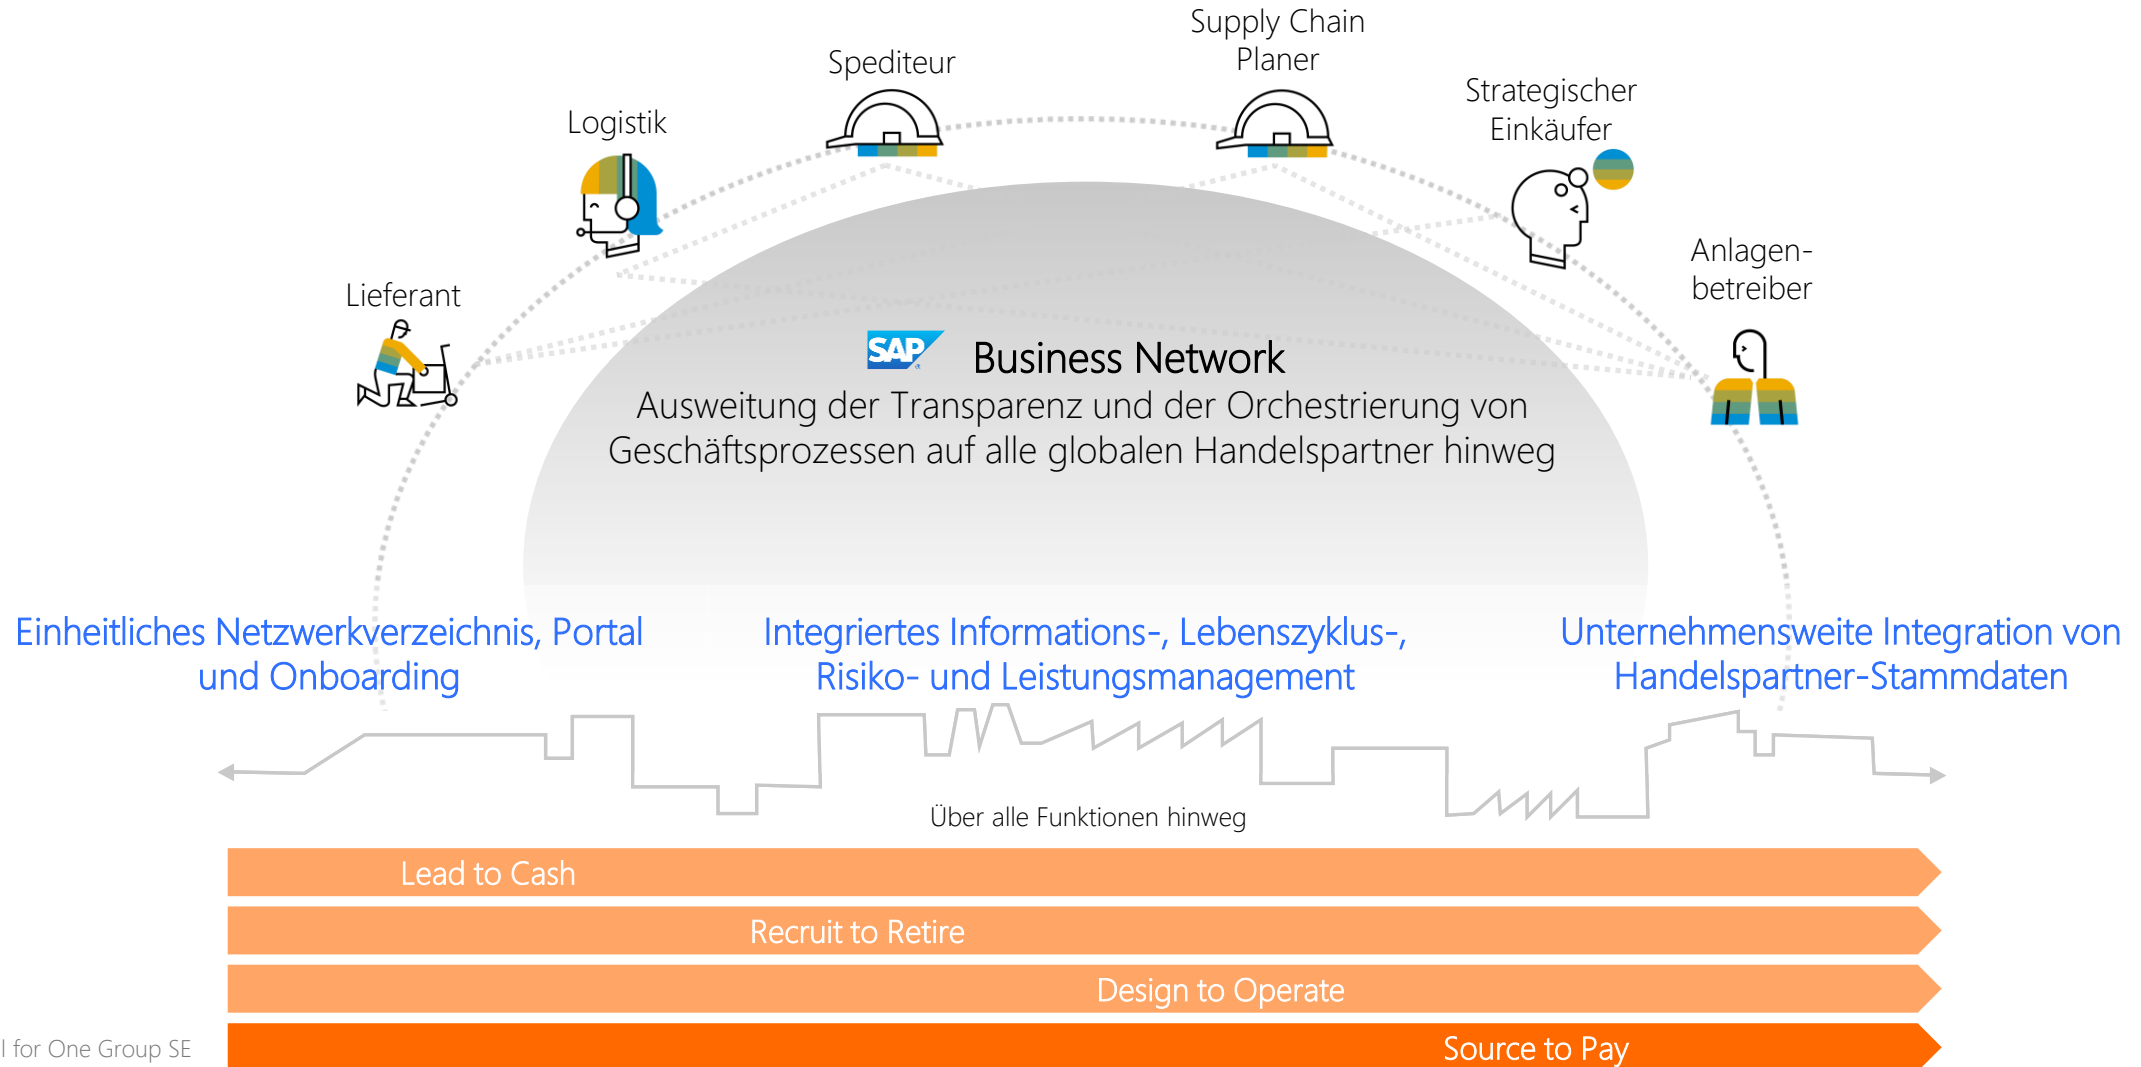 Supply Chain
Planer
Spediteur
Strategischer
Einkäufer
Logistik
Anlagen-
betreiber
Lieferant
SAP Business Network
Ausweitung der Transparenz und der Orchestrierung von
Geschäftsprozessen auf alle globalen Handelspartner hinweg
Einheitliches Netzwerkverzeichnis, Portal
und Onboarding
Integriertes Informations-, Lebenszyklus-,
Risiko- und Leistungsmanagement
Unternehmensweite Integration von
Handelspartner-Stammdaten
Über alle Funktionen hinweg
Lead to Cash
Recruit to Retire
Design to Operate
Source to Pay
l for One Group SE